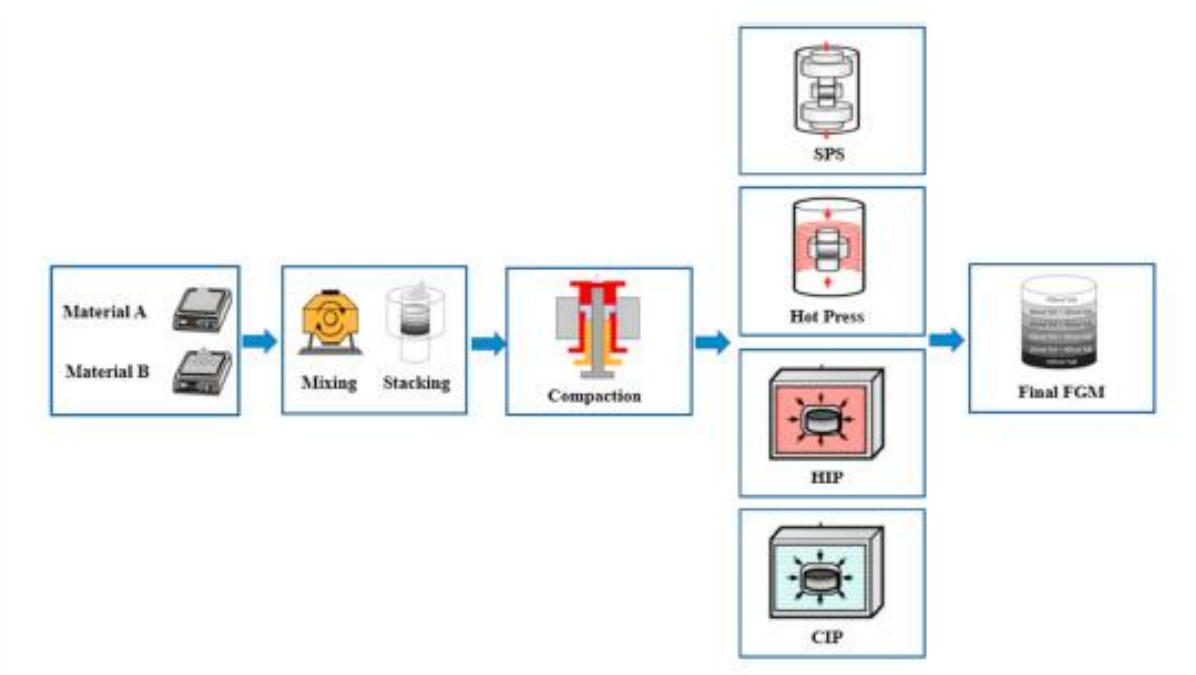 Material A
Material B
Mixing
Stacking
Compaction
SPS
Hot Press
HIP
CIP
Final FGM